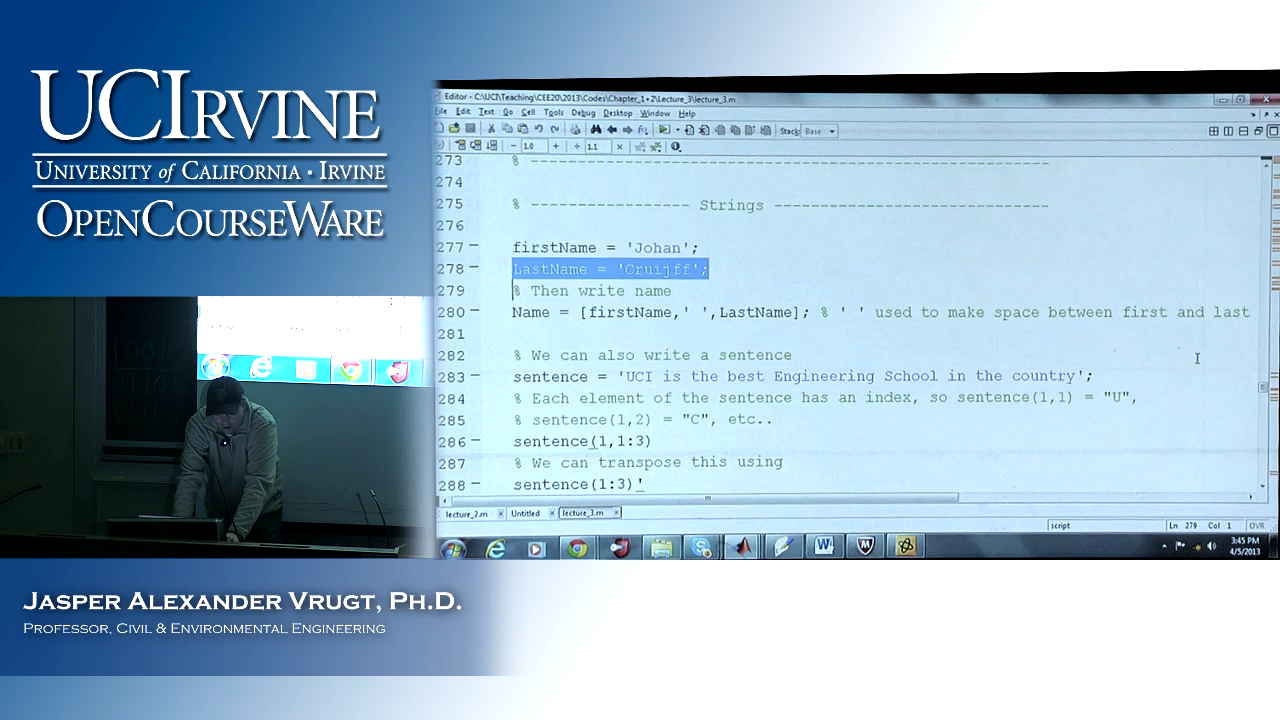 UCIRVINE
UNIVERSITY of CALIFORNIA · IRVINE
OPENCOURSEWARE
Editor - C:\UCI\Teaching\CEE20\2013\Codes\Chapter_1+2\Lecture_3\lecture_3.m
File Edit Text Go Cell Tools Debug Desktop Window Help
Stack: Base
- 1.0 + ÷ 1.1 ×
273 % ------------------------------------------------------------
274
275 % ----------------- Strings -------------------------------
276
277 firstName = 'Johan';
278 LastName = 'Cruijff';
279 % Then write name
280 Name = [firstName,' ',LastName]; % ' ' used to make space between first and last
281
282 % We can also write a sentence
283 sentence = 'UCI is the best Engineering School in the country';
284 % Each element of the sentence has an index, so sentence(1,1) = "U",
285 % sentence(1,2) = "C", etc..
286 sentence(1,1:3)
287 % We can transpose this using
288 sentence(1:3)'
lecture_2.m × Untitled × lecture_3.m ×
script Ln 279 Col 1 OVR
3:45 PM
4/5/2013
JASPER ALEXANDER VRUGT, PH.D.
PROFESSOR, CIVIL & ENVIRONMENTAL ENGINEERING